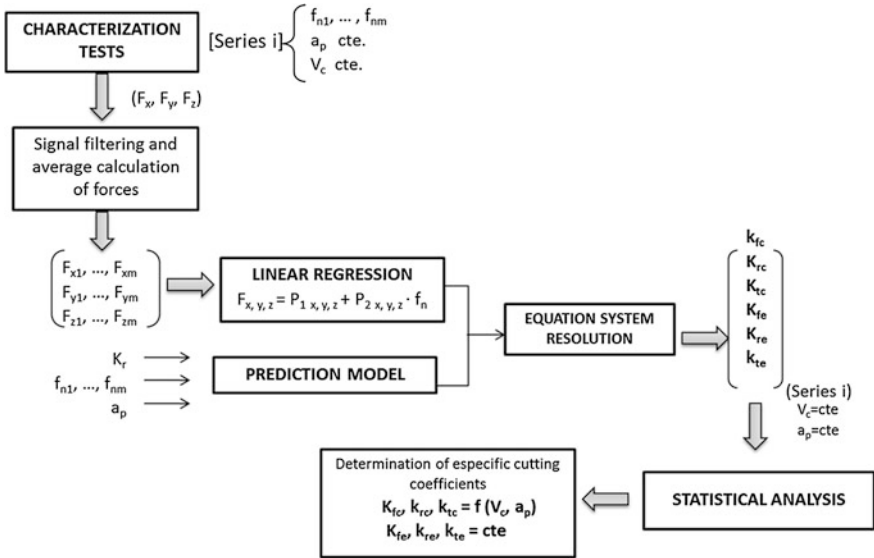 CHARACTERIZATION
TESTS
[Series i]
fn1, ... , fnm
ap cte.
Vc cte.
(Fx, Fy, Fz)
Signal filtering and
average calculation
of forces
Fx1, ..., Fxm
Fy1, ..., Fym
Fz1, ..., Fzm
LINEAR REGRESSION
Fx, y, z = P1 x, y, z + P2 x, y, z · fn
Kr
fn1, ..., fnm
ap
PREDICTION MODEL
EQUATION SYSTEM
RESOLUTION
kfc
Krc
Ktc
Kfe
Kre
kte
(Series i)
Vc=cte
ap=cte
STATISTICAL ANALYSIS
Determination of especific cutting
coefficients
Kfc, krc, ktc = f (Vc, ap)
Kfe, kre, kte = cte